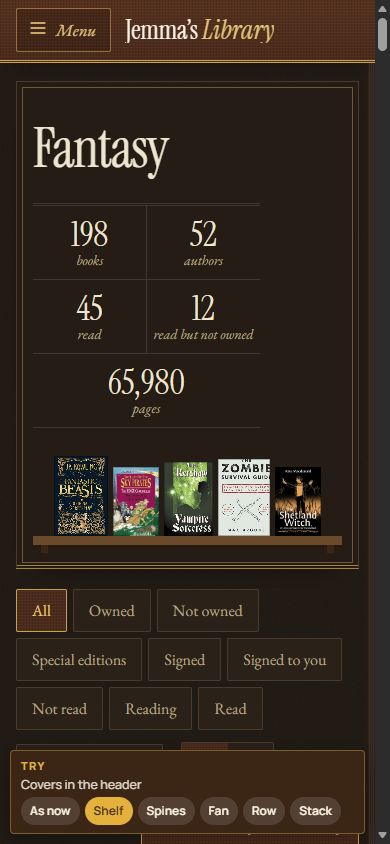 Menu
Jemma's Library
Fantasy
198
books
52
authors
45
read
12
read but not owned
65,980
pages
J.K. ROWLING
FANTASTIC
BEASTS
SKY PIRATES
Kershaw
Vampire
Sorceress
ZOMBIE
SURVIVAL GUIDE
Shetland
Witch
All
Owned
Not owned
Special editions
Signed
Signed to you
Not read
Reading
Read
TRY
Covers in the header
As now
Shelf
Spines
Fan
Row
Stack